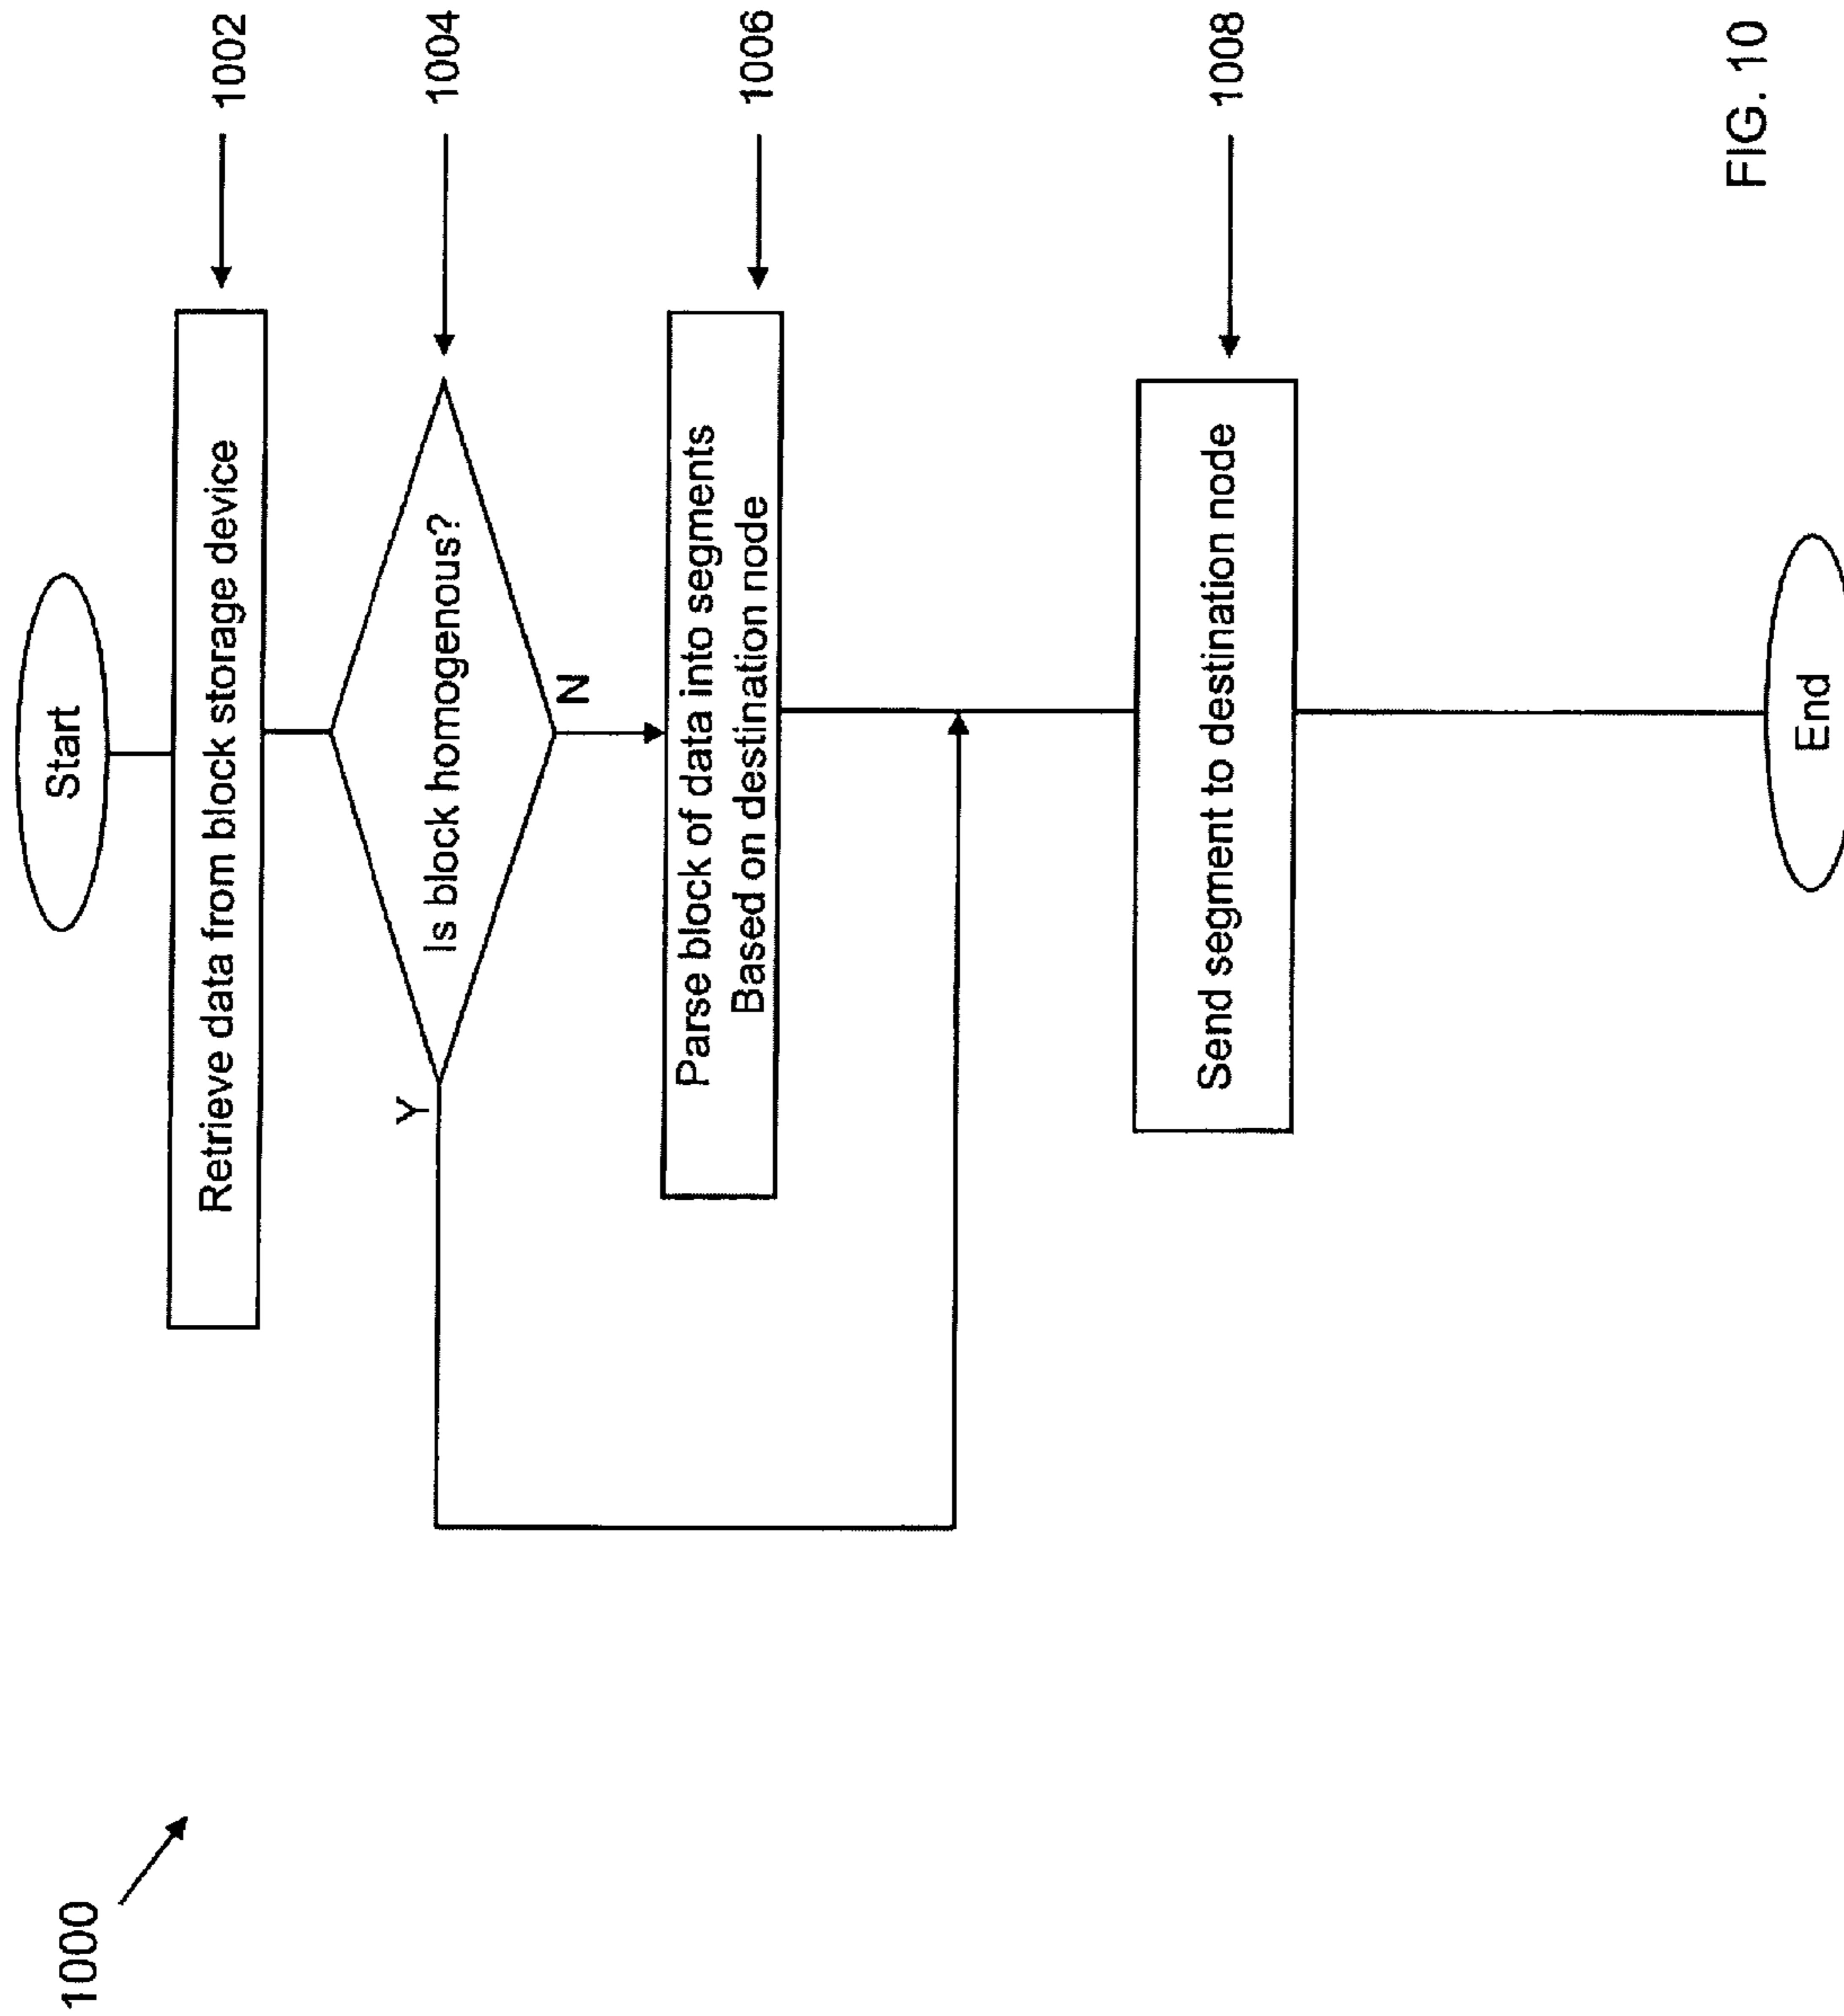 1000
Start
Retrieve data from block storage device
1002
Is block homogenous?
1004
Y
N
Parse block of data into segments
Based on destination node
1006
Send segment to destination node
1008
End
FIG. 10